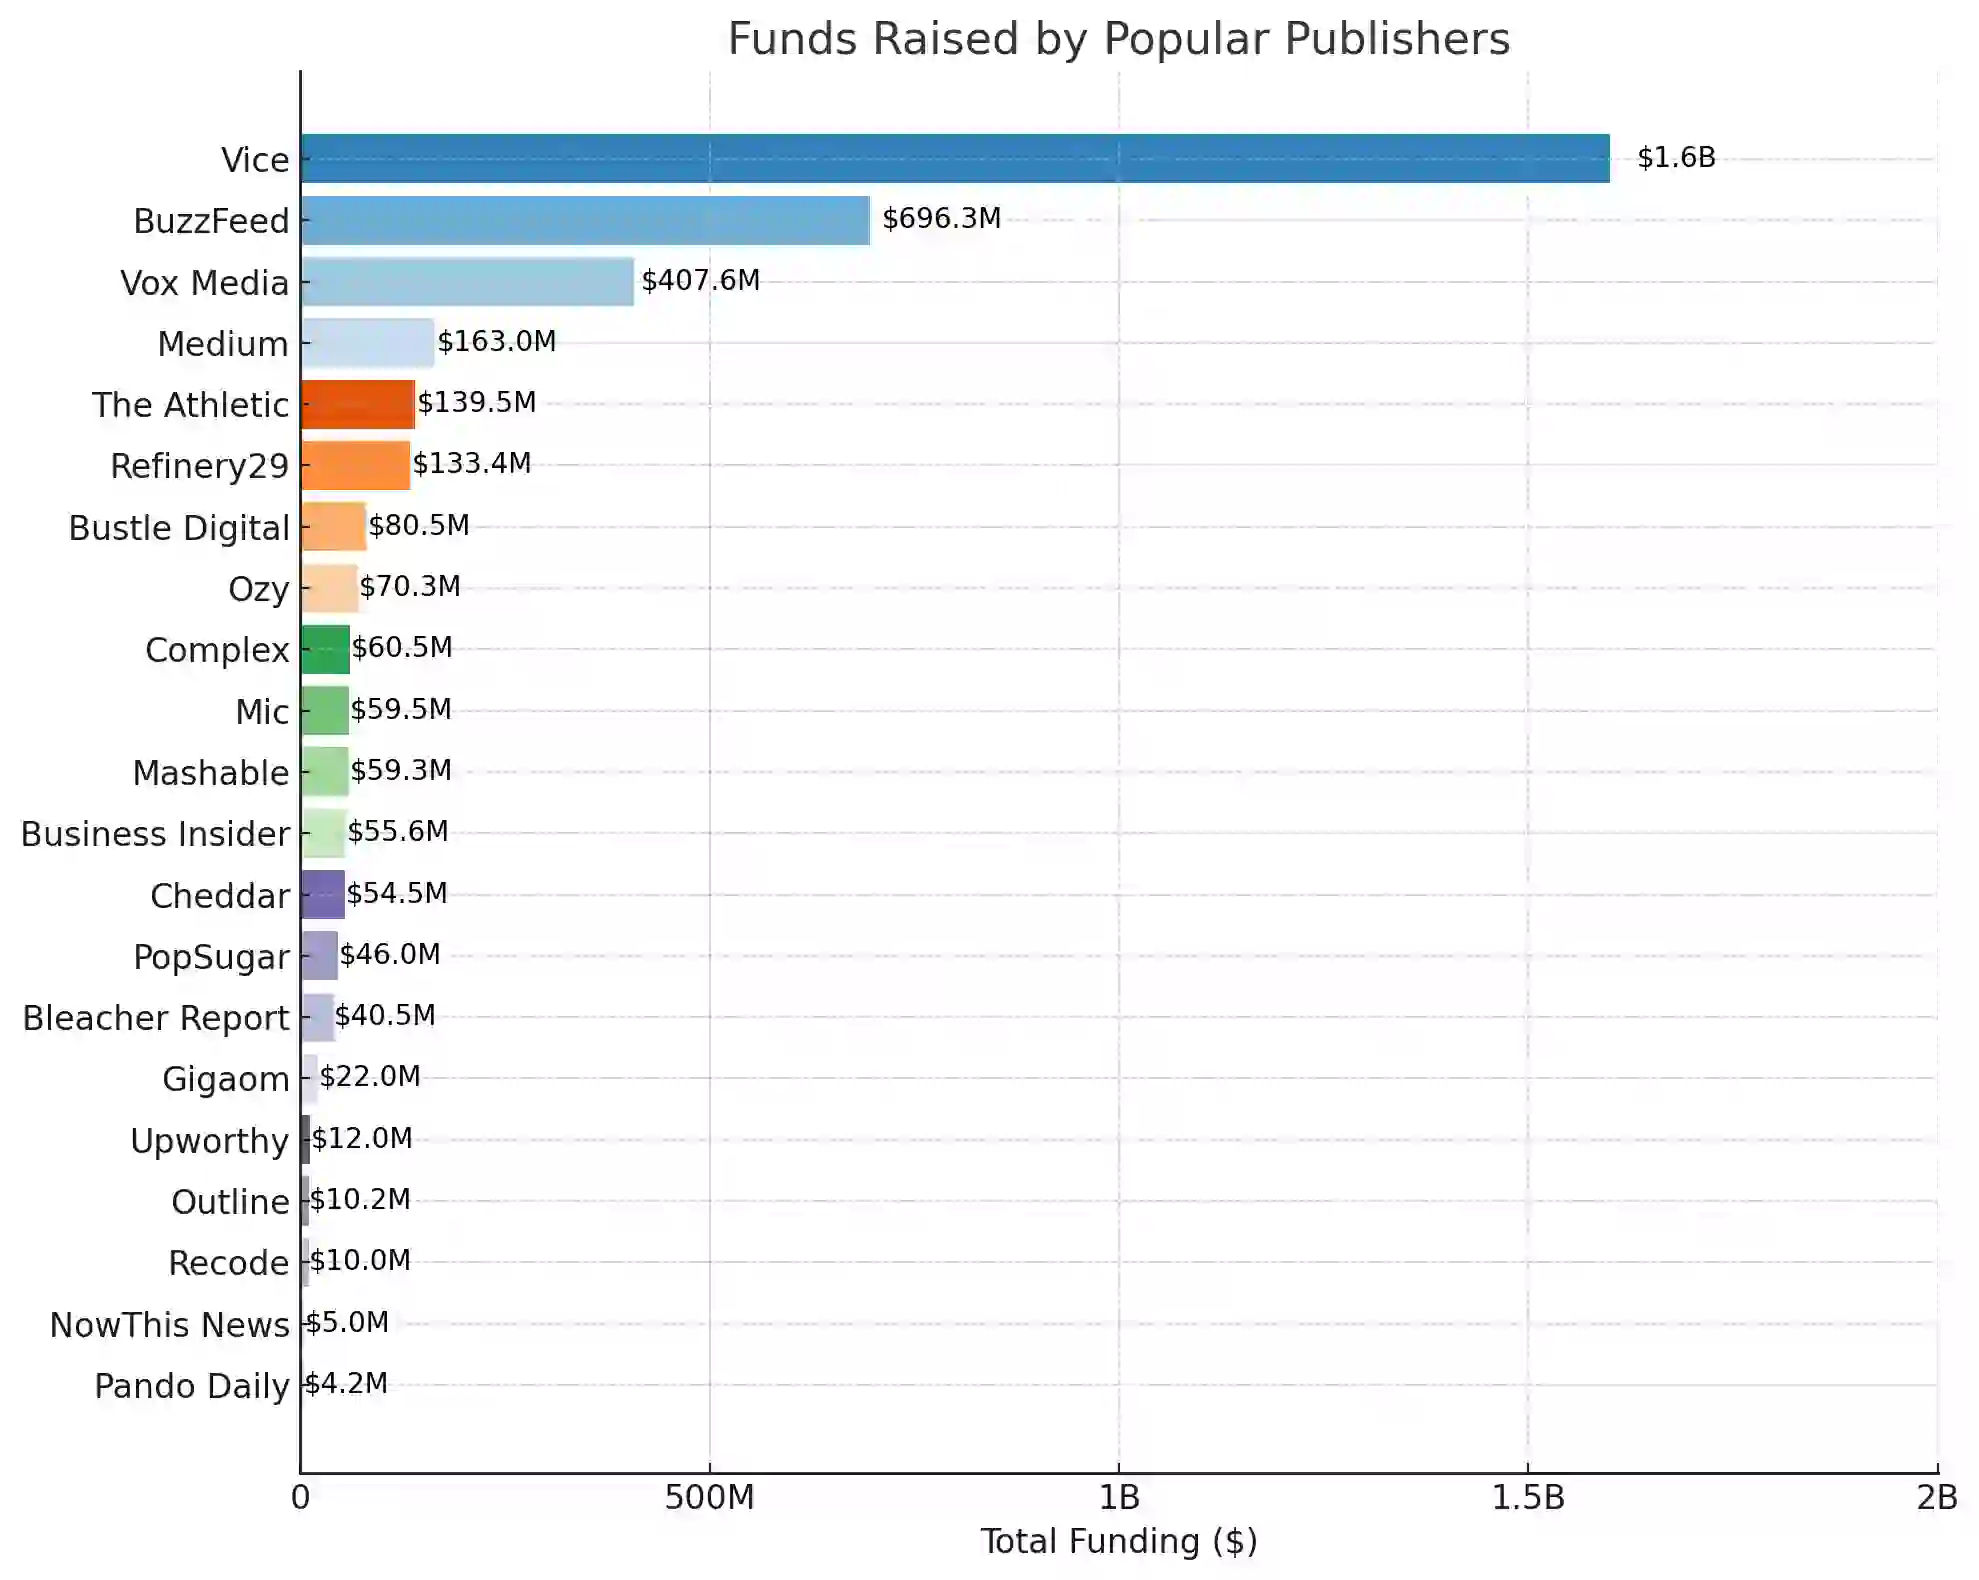 Funds Raised by Popular Publishers
Vice $1.6B
BuzzFeed $696.3M
Vox Media $407.6M
Medium $163.0M
The Athletic $139.5M
Refinery29 $133.4M
Bustle Digital $80.5M
Ozy $70.3M
Complex $60.5M
Mic $59.5M
Mashable $59.3M
Business Insider $55.6M
Cheddar $54.5M
PopSugar $46.0M
Bleacher Report $40.5M
Gigaom $22.0M
Upworthy $12.0M
Outline $10.2M
Recode $10.0M
NowThis News $5.0M
Pando Daily $4.2M
0 500M 1B 1.5B 2B
Total Funding ($)